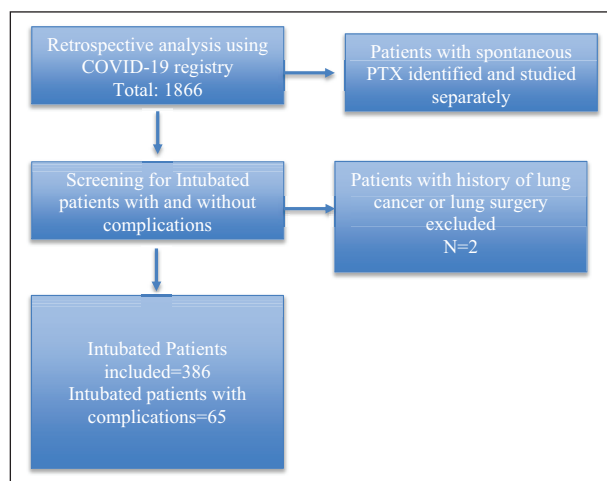 Retrospective analysis using
COVID-19 registry
Total: 1866
Patients with spontaneous
PTX identified and studied
separately
Screening for Intubated
patients with and without
complications
Patients with history of lung
cancer or lung surgery
excluded
N=2
Intubated Patients
included=386
Intubated patients with
complications=65